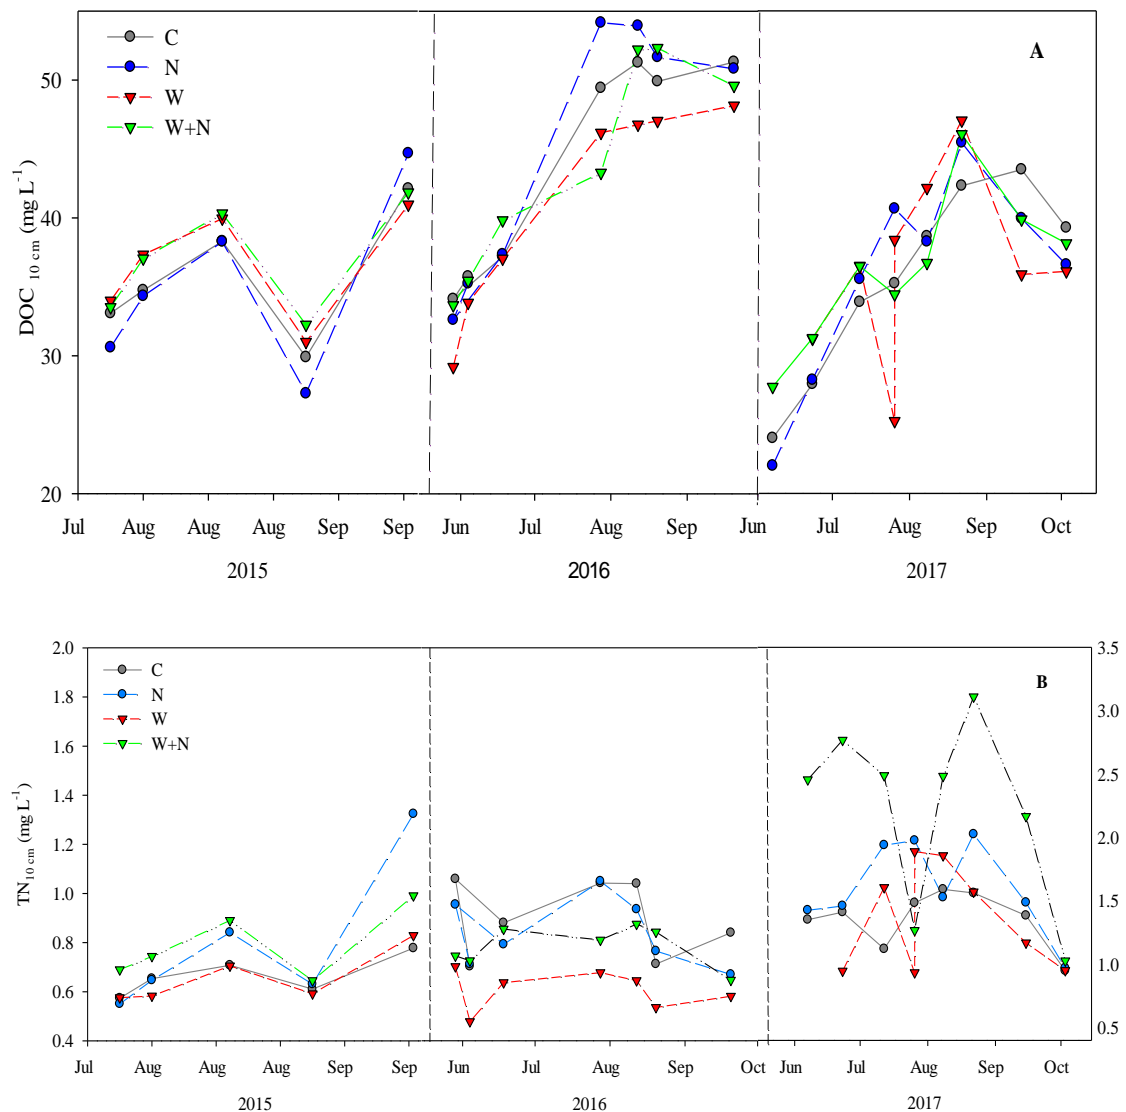 A
C
N
W
W+N
DOC 10 cm (mg L-1)
50
40
30
20
Jul Aug Aug Aug Sep Sep Jun Jul Aug Sep Jun Jul Aug Sep Oct
2015 2016 2017
B
C
N
W
W+N
TN10 cm (mg L-1)
2.0
1.8
1.6
1.4
1.2
1.0
0.8
0.6
0.4
3.5
3.0
2.5
2.0
1.5
1.0
0.5
Jul Aug Aug Aug Sep Sep Jun Jul Aug Sep Oct Jun Jul Aug Sep Oct
2015 2016 2017